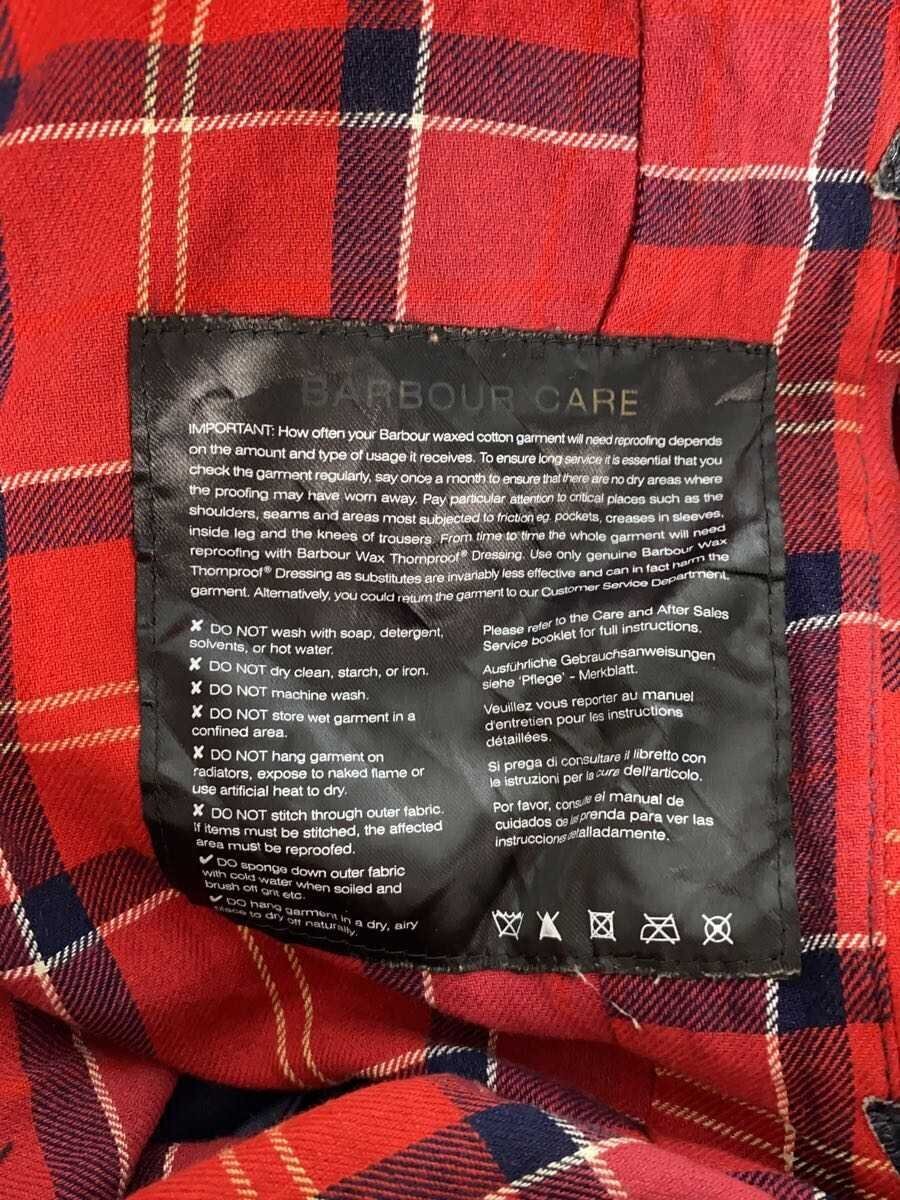 BARBOUR CARE
IMPORTANT: How often your Barbour waxed cotton garment will need reproofing depends
on the amount and type of usage it receives. To ensure long service it is essential that you
check the garment regularly, say once a month to ensure that there are no dry areas where
the proofing may have worn away. Pay particular attention to critical places such as the
shoulders, seams and areas most subjected to friction eg. pockets, creases in sleeves,
inside leg and the knees of trousers. From time to time the whole garment will need
reproofing with Barbour Wax Thornproof® Dressing. Use only genuine Barbour Wax
Thornproof® Dressing as substitutes are invariably less effective and can in fact harm the
garment. Alternatively, you could return the garment to our Customer Service Department.
✘ DO NOT wash with soap, detergent,
solvents, or hot water.
✘ DO NOT dry clean, starch, or iron.
✘ DO NOT machine wash.
✘ DO NOT store wet garment in a
confined area.
✘ DO NOT hang garment on
radiators, expose to naked flame or
use artificial heat to dry.
✘ DO NOT stitch through outer fabric.
If items must be stitched, the affected
area must be reproofed.
✔ DO sponge down outer fabric
with cold water when soiled and
brush off grit etc.
✔ DO hang garment in a dry, airy
place to dry off naturally.
Please refer to the Care and After Sales
Service booklet for full instructions.
Ausführliche Gebrauchsanweisungen
siehe 'Pflege' - Merkblatt.
Veuillez vous reporter au manuel
d'entretien pour les instructions
détaillées.
Si prega di consultare il libretto con
le istruzioni per la cura dell'articolo.
Por favor, consulte el manual de
cuidados de la prenda para ver las
instrucciones detalladamente.